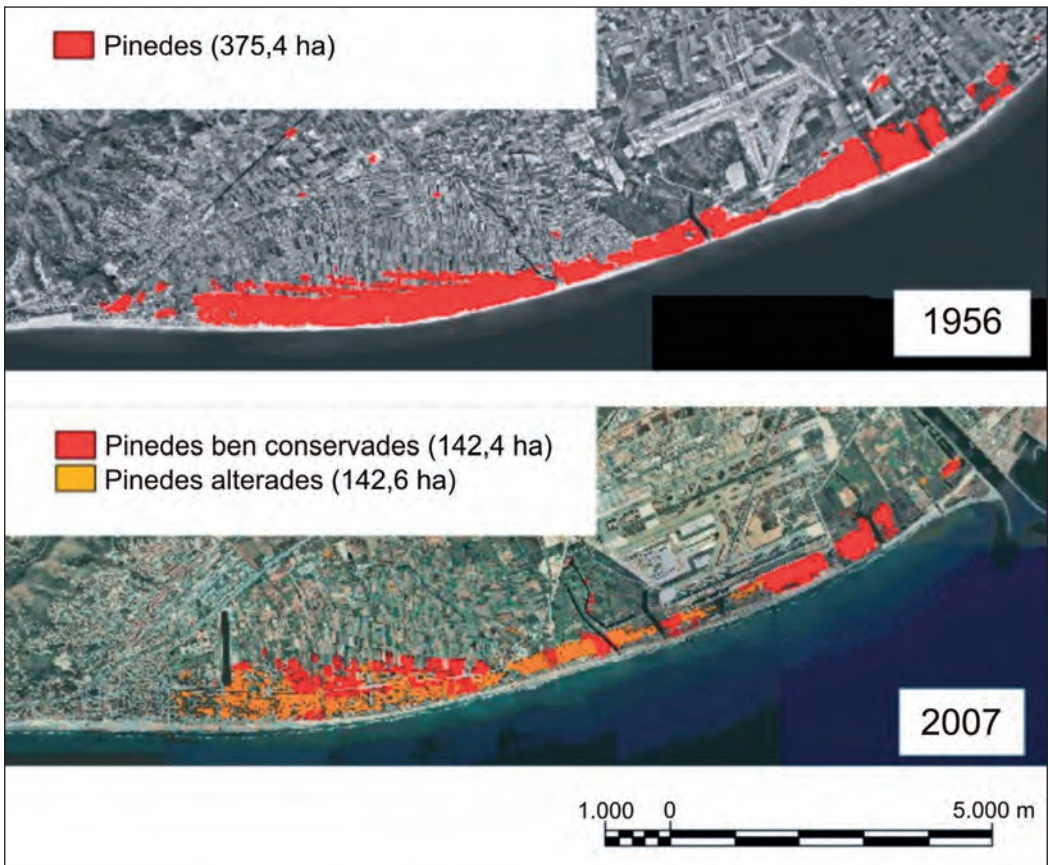 Pinedes (375,4 ha)
1956
Pinedes ben conservades (142,4 ha)
Pinedes alterades (142,6 ha)
2007
1.000 0 5.000 m